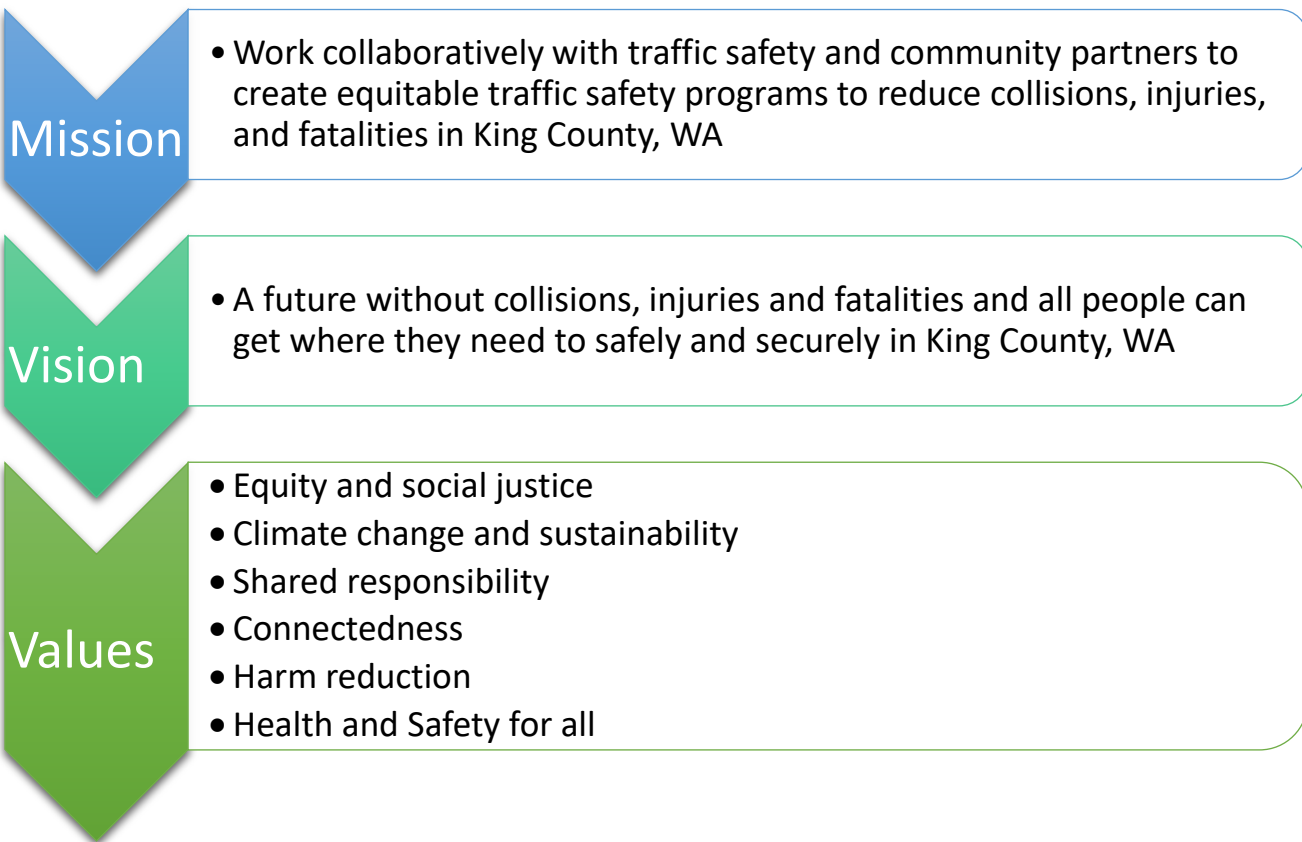 Mission
• Work collaboratively with traffic safety and community partners to
create equitable traffic safety programs to reduce collisions, injuries,
and fatalities in King County, WA
Vision
• A future without collisions, injuries and fatalities and all people can
get where they need to safely and securely in King County, WA
Values
• Equity and social justice
• Climate change and sustainability
• Shared responsibility
• Connectedness
• Harm reduction
• Health and Safety for all